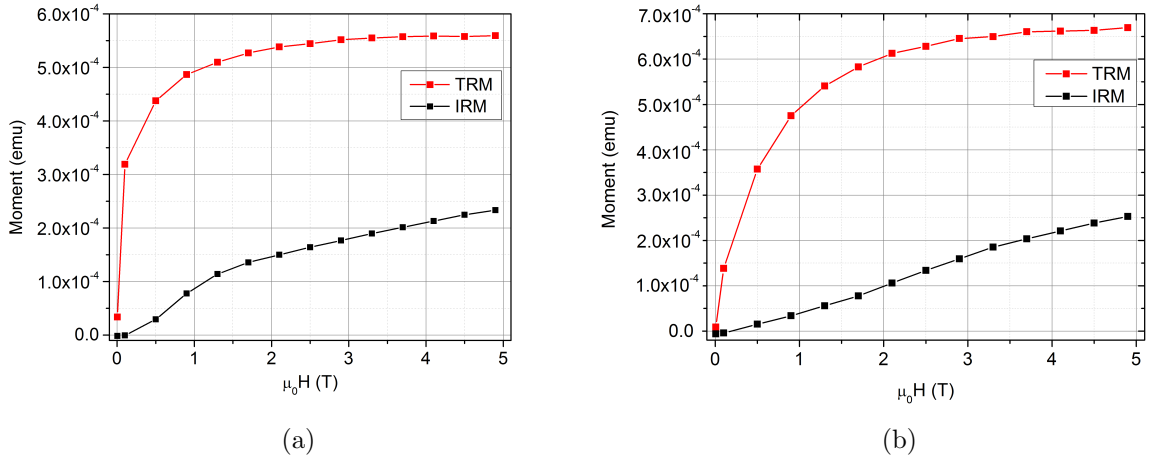 6.0x10⁻⁴
5.0x10⁻⁴
4.0x10⁻⁴
3.0x10⁻⁴
2.0x10⁻⁴
1.0x10⁻⁴
0.0
Moment (emu)
TRM
IRM
0 1 2 3 4 5
μ₀H (T)
(a)
7.0x10⁻⁴
6.0x10⁻⁴
5.0x10⁻⁴
4.0x10⁻⁴
3.0x10⁻⁴
2.0x10⁻⁴
1.0x10⁻⁴
0.0
Moment (emu)
TRM
IRM
0 1 2 3 4 5
μ₀H (T)
(b)